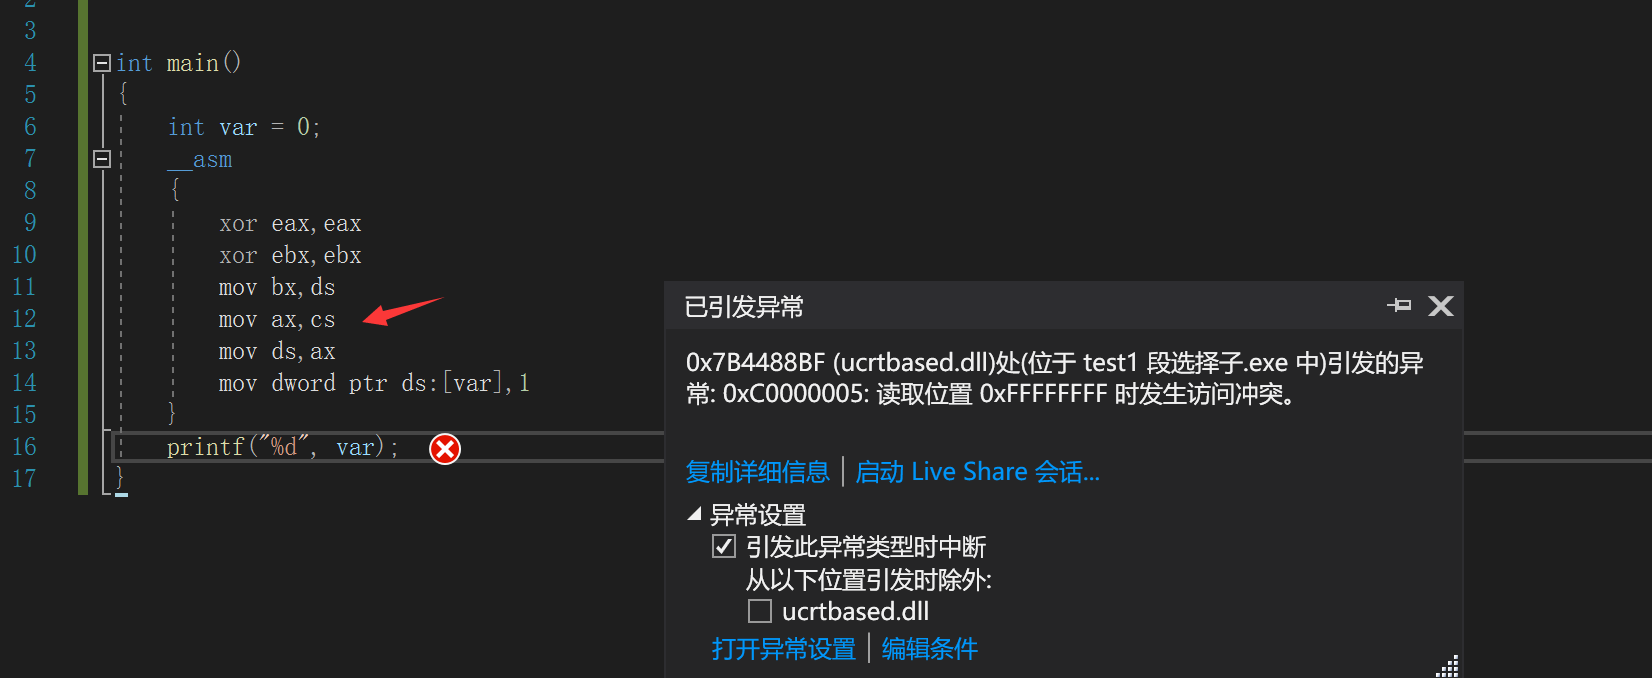 2
3
4 int main()
5 {
6 int var = 0;
7 __asm
8 {
9 xor eax,eax
10 xor ebx,ebx
11 mov bx,ds
12 mov ax,cs
13 mov ds,ax
14 mov dword ptr ds:[var],1
15 }
16 printf("%d", var);
17 }
已引发异常
0x7B4488BF (ucrtbased.dll)处(位于 test1 段选择子.exe 中)引发的异
常: 0xC0000005: 读取位置 0xFFFFFFFF 时发生访问冲突。
复制详细信息 | 启动 Live Share 会话...
异常设置
引发此异常类型时中断
从以下位置引发时除外:
ucrtbased.dll
打开异常设置 | 编辑条件